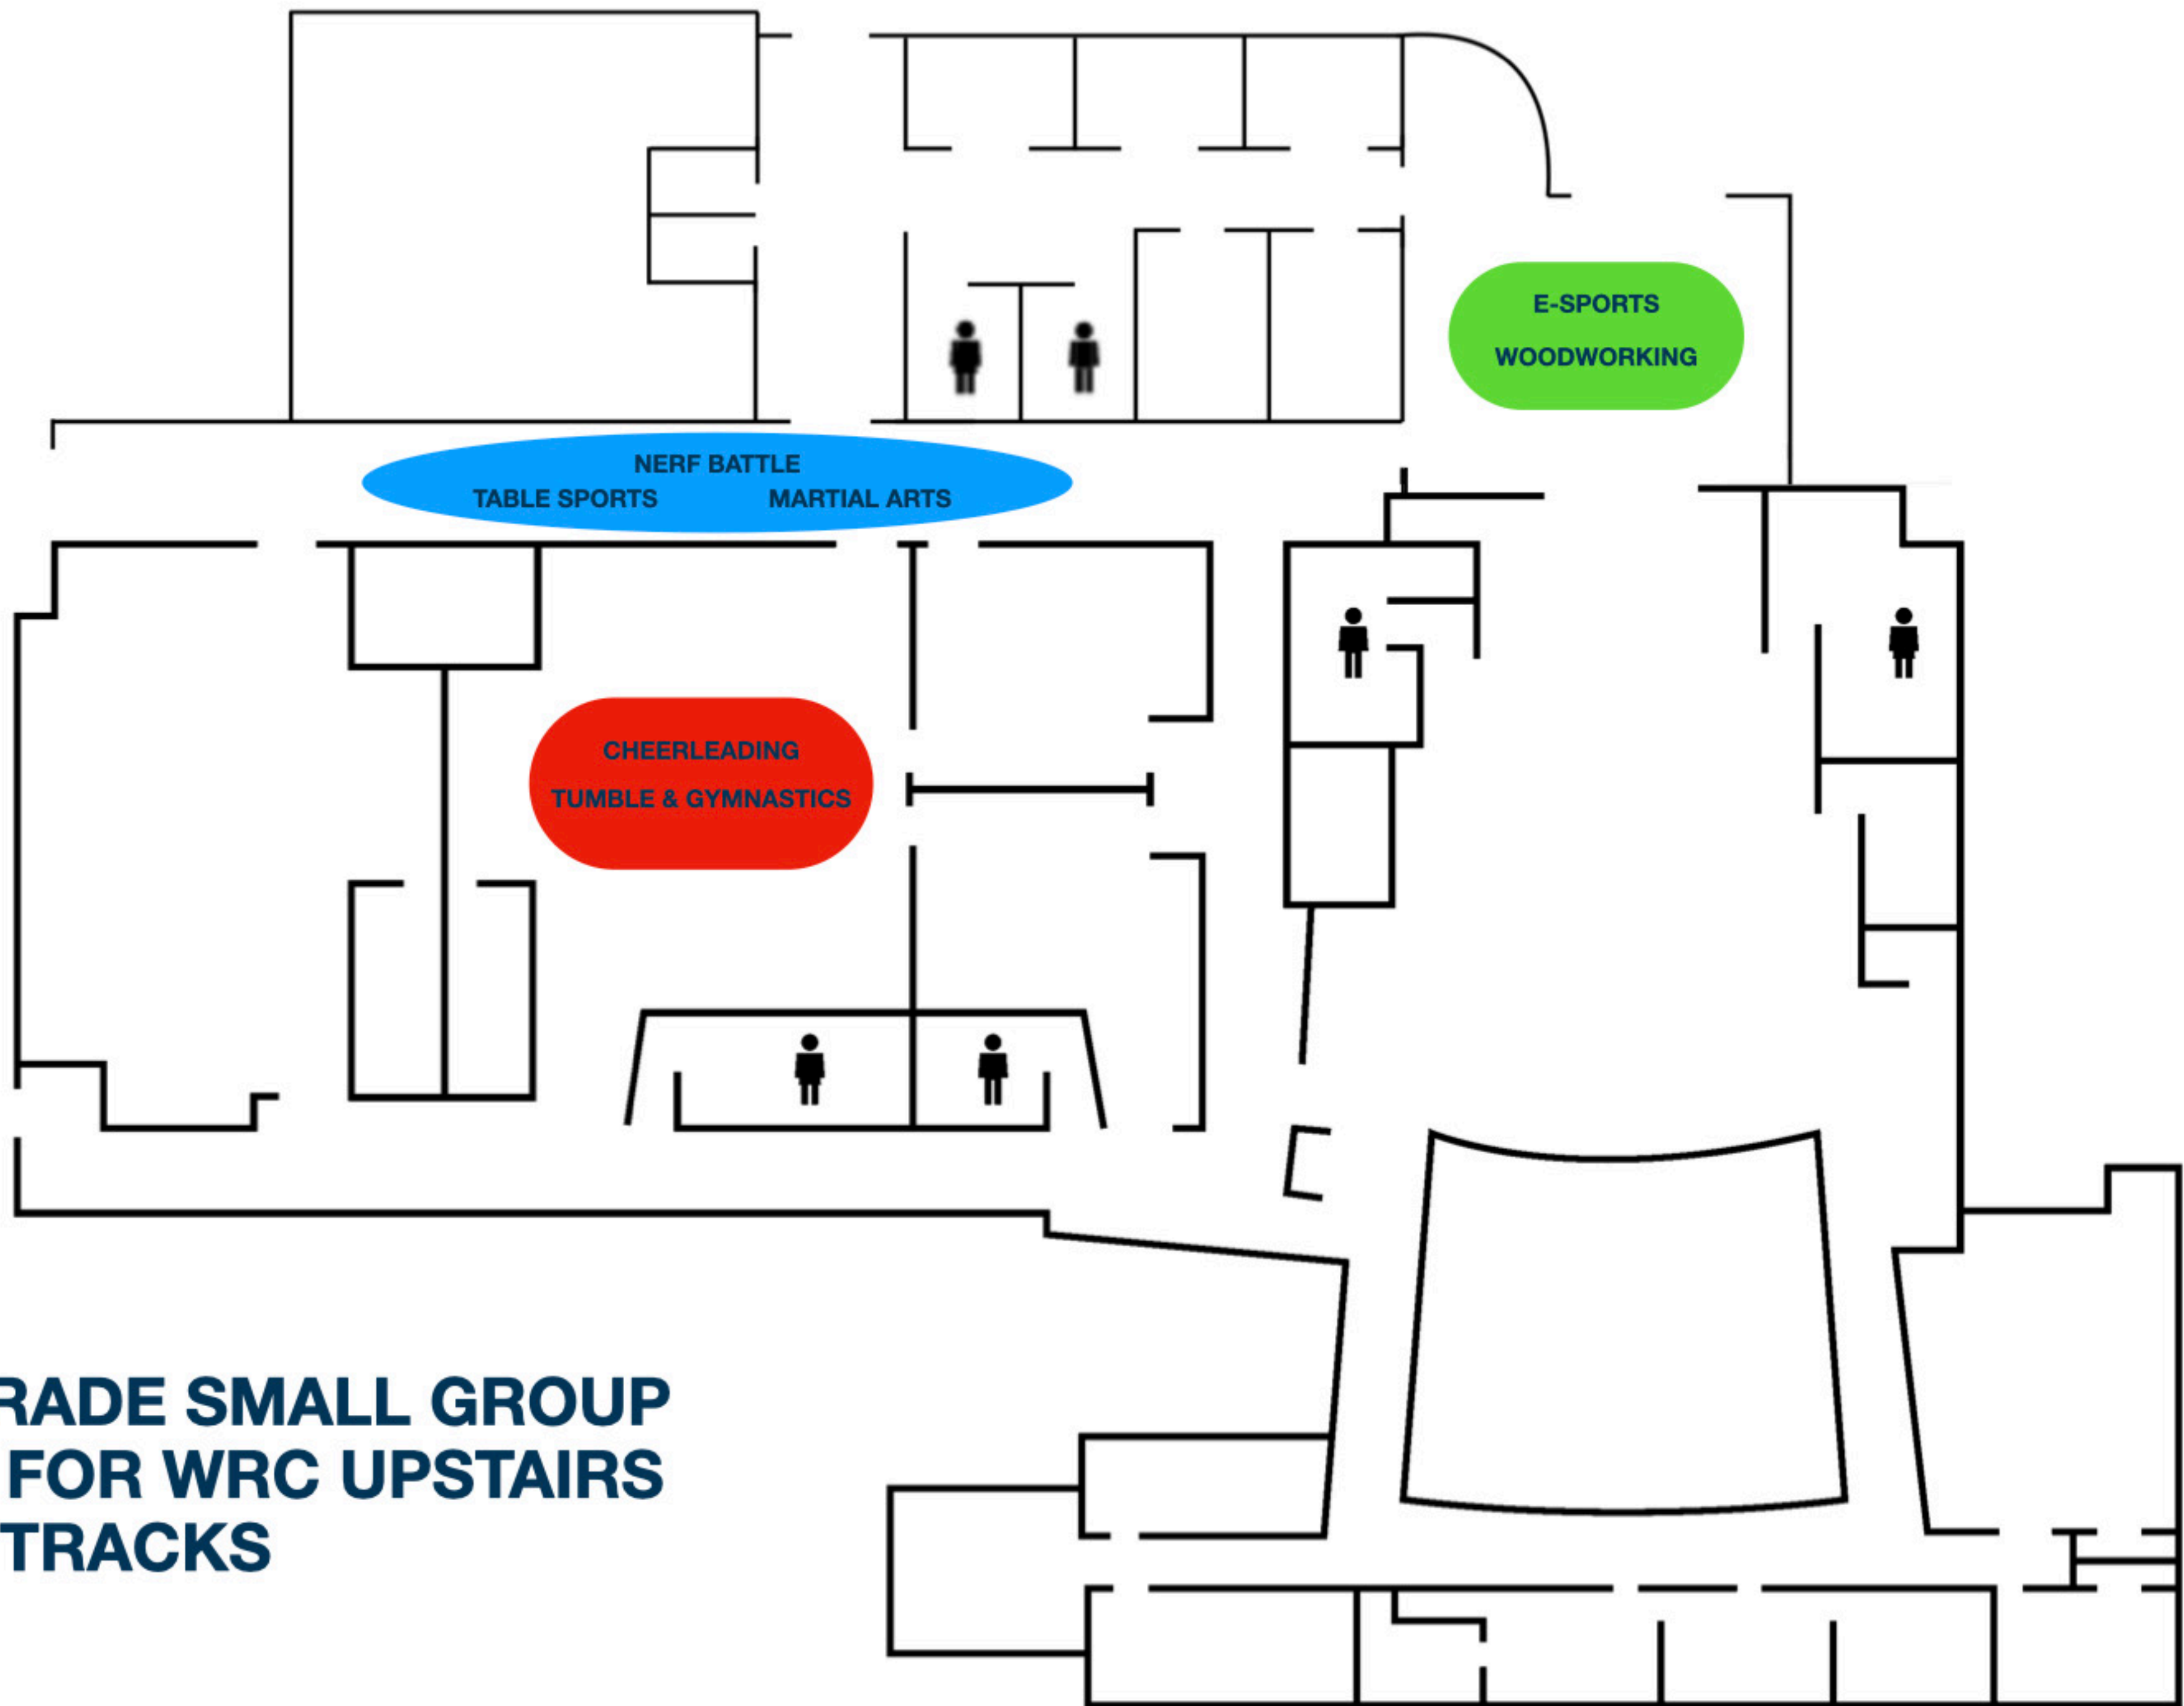 E-SPORTS
WOODWORKING
NERF BATTLE
TABLE SPORTS MARTIAL ARTS
CHEERLEADING
TUMBLE & GYMNASTICS
RADE SMALL GROUP
FOR WRC UPSTAIRS
TRACKS